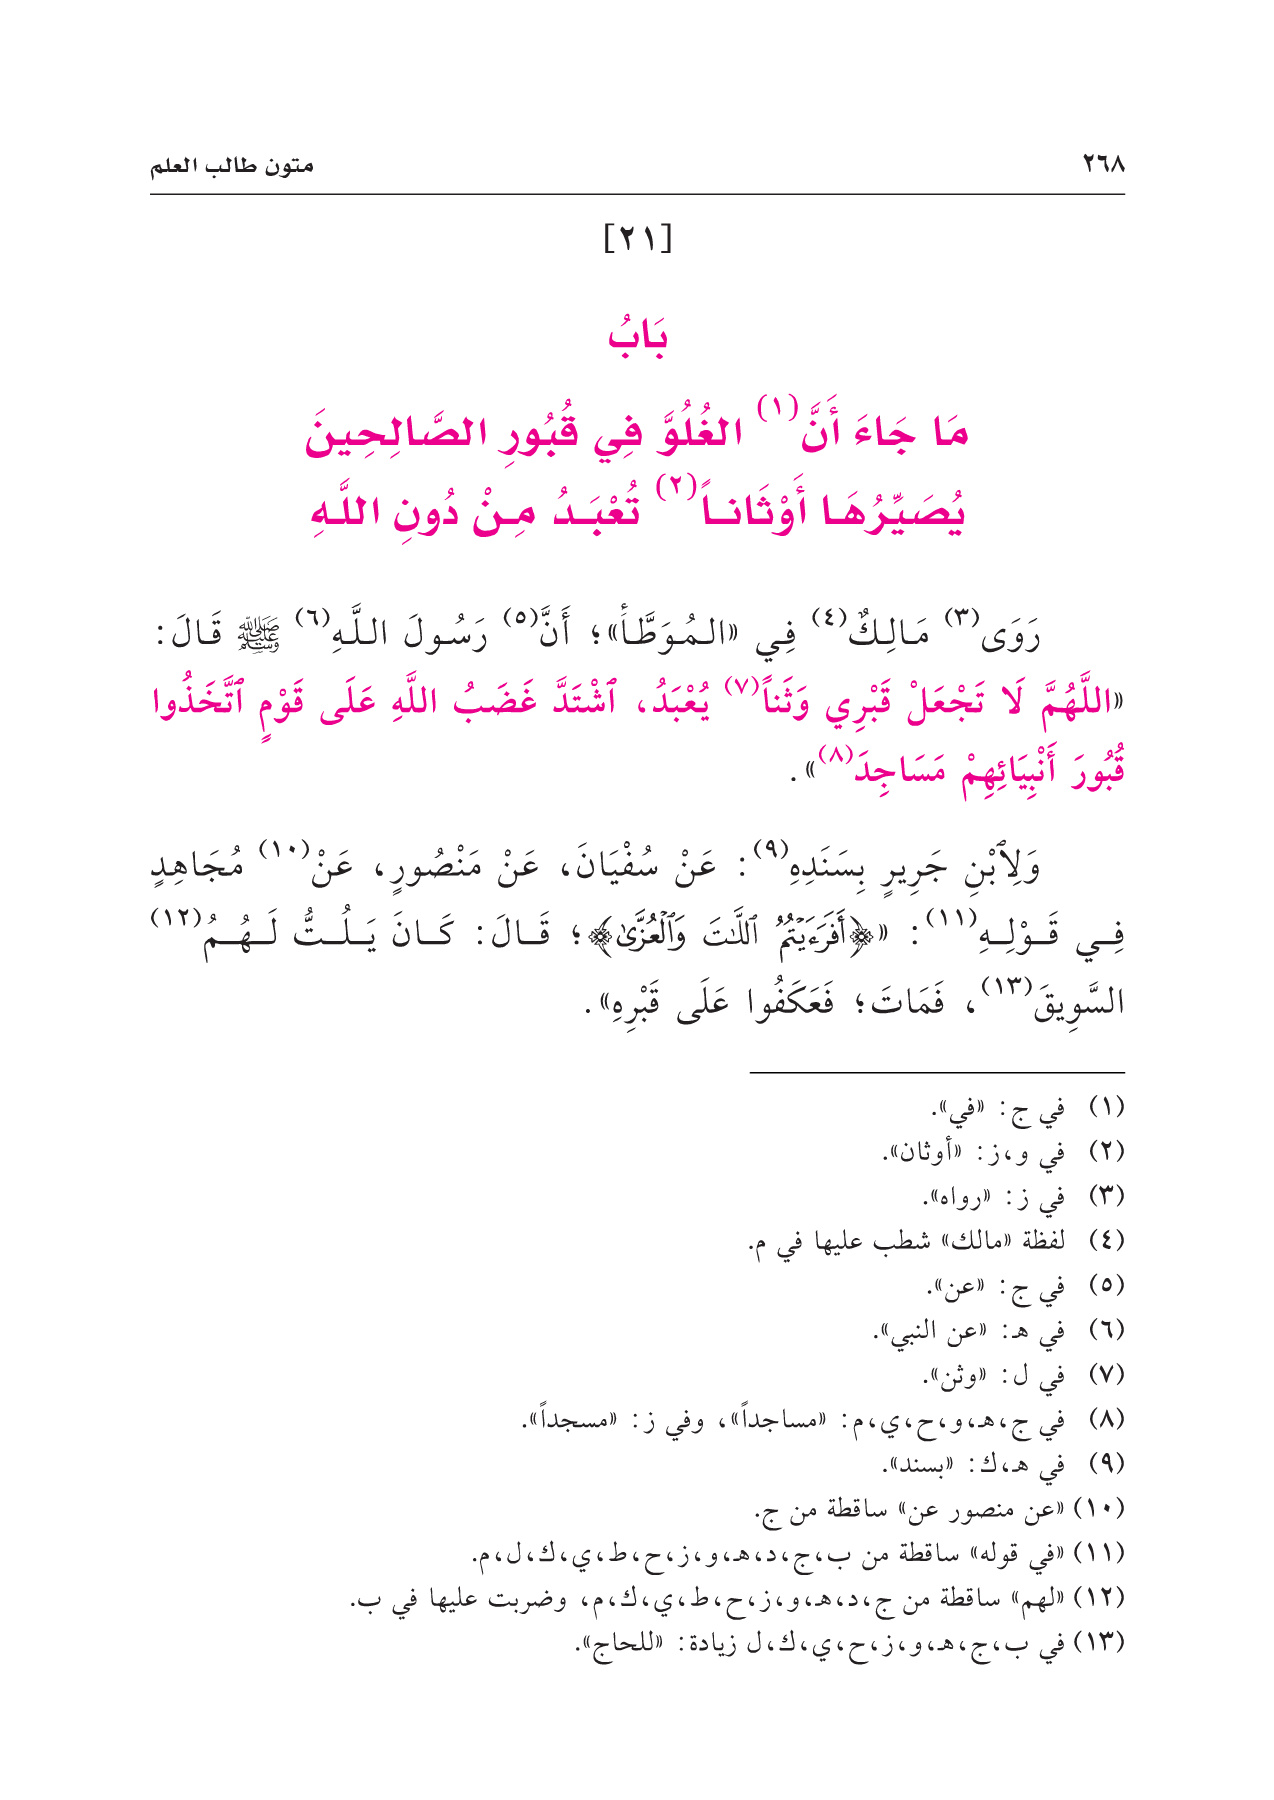 ٢٦٨
متون طالب العلم
[٢١]
بَابُ
مَا جَاءَ أَنَّ(١) الغُلُوَّ فِي قُبُورِ الصَّالِحِينَ
يُصَيِّرُهَا أَوْثَاناً(٢) تُعْبَدُ مِنْ دُونِ اللَّهِ
رَوَى(٣) مَالِكٌ(٤) فِي «المُوَطَّأ»؛ أَنَّ(٥) رَسُولَ اللَّهِ(٦) ﷺ قَالَ:
«اللَّهُمَّ لَا تَجْعَلْ قَبْرِي وَثَناً(٧) يُعْبَدُ، ٱشْتَدَّ غَضَبُ اللَّهِ عَلَى قَوْمٍ ٱتَّخَذُوا
قُبُورَ أَنْبِيَائِهِمْ مَسَاجِدَ(٨)».
وَلِٱبْنِ جَرِيرٍ بِسَنَدِهِ(٩): عَنْ سُفْيَانَ، عَنْ مَنْصُورٍ، عَنْ(١٠) مُجَاهِدٍ
فِي قَوْلِهِ(١١): «﴿أَفَرَءَيْتُمُ ٱللَّٰتَ وَٱلْعُزَّىٰ﴾؛ قَالَ: كَانَ يَلُتُّ لَهُمُ(١٢)
السَّوِيقَ(١٣)، فَمَاتَ؛ فَعَكَفُوا عَلَى قَبْرِهِ».
(١) في ج: «في».
(٢) في و،ز: «أوثان».
(٣) في ز: «رواه».
(٤) لفظة «مالك» شطب عليها في م.
(٥) في ج: «عن».
(٦) في هـ: «عن النبي».
(٧) في ل: «وثن».
(٨) في ج،هـ،و،ح،ي،م: «مساجداً»، وفي ز: «مسجداً».
(٩) في هـ،ك: «بسند».
(١٠) «عن منصور عن» ساقطة من ج.
(١١) «في قوله» ساقطة من ب،ج،د،هـ،و،ز،ح،ط،ي،ك،ل،م.
(١٢) «لهم» ساقطة من ج،د،هـ،و،ز،ح،ط،ي،ك،م، وضربت عليها في ب.
(١٣) في ب،ج،هـ،و،ز،ح،ي،ك،ل زيادة: «للحاج».